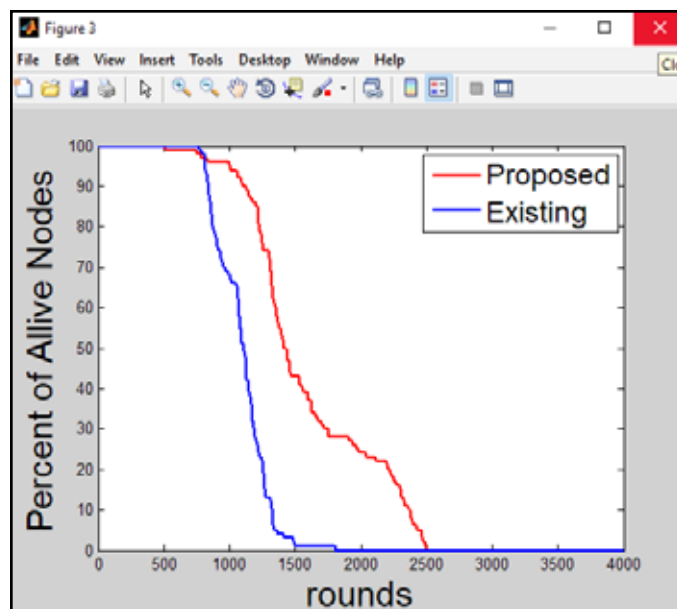 Figure 3
File Edit View Insert Tools Desktop Window Help
Clo
Proposed
Existing
Percent of Allive Nodes
100
90
80
70
60
50
40
30
20
10
0
0 500 1000 1500 2000 2500 3000 3500 4000
rounds